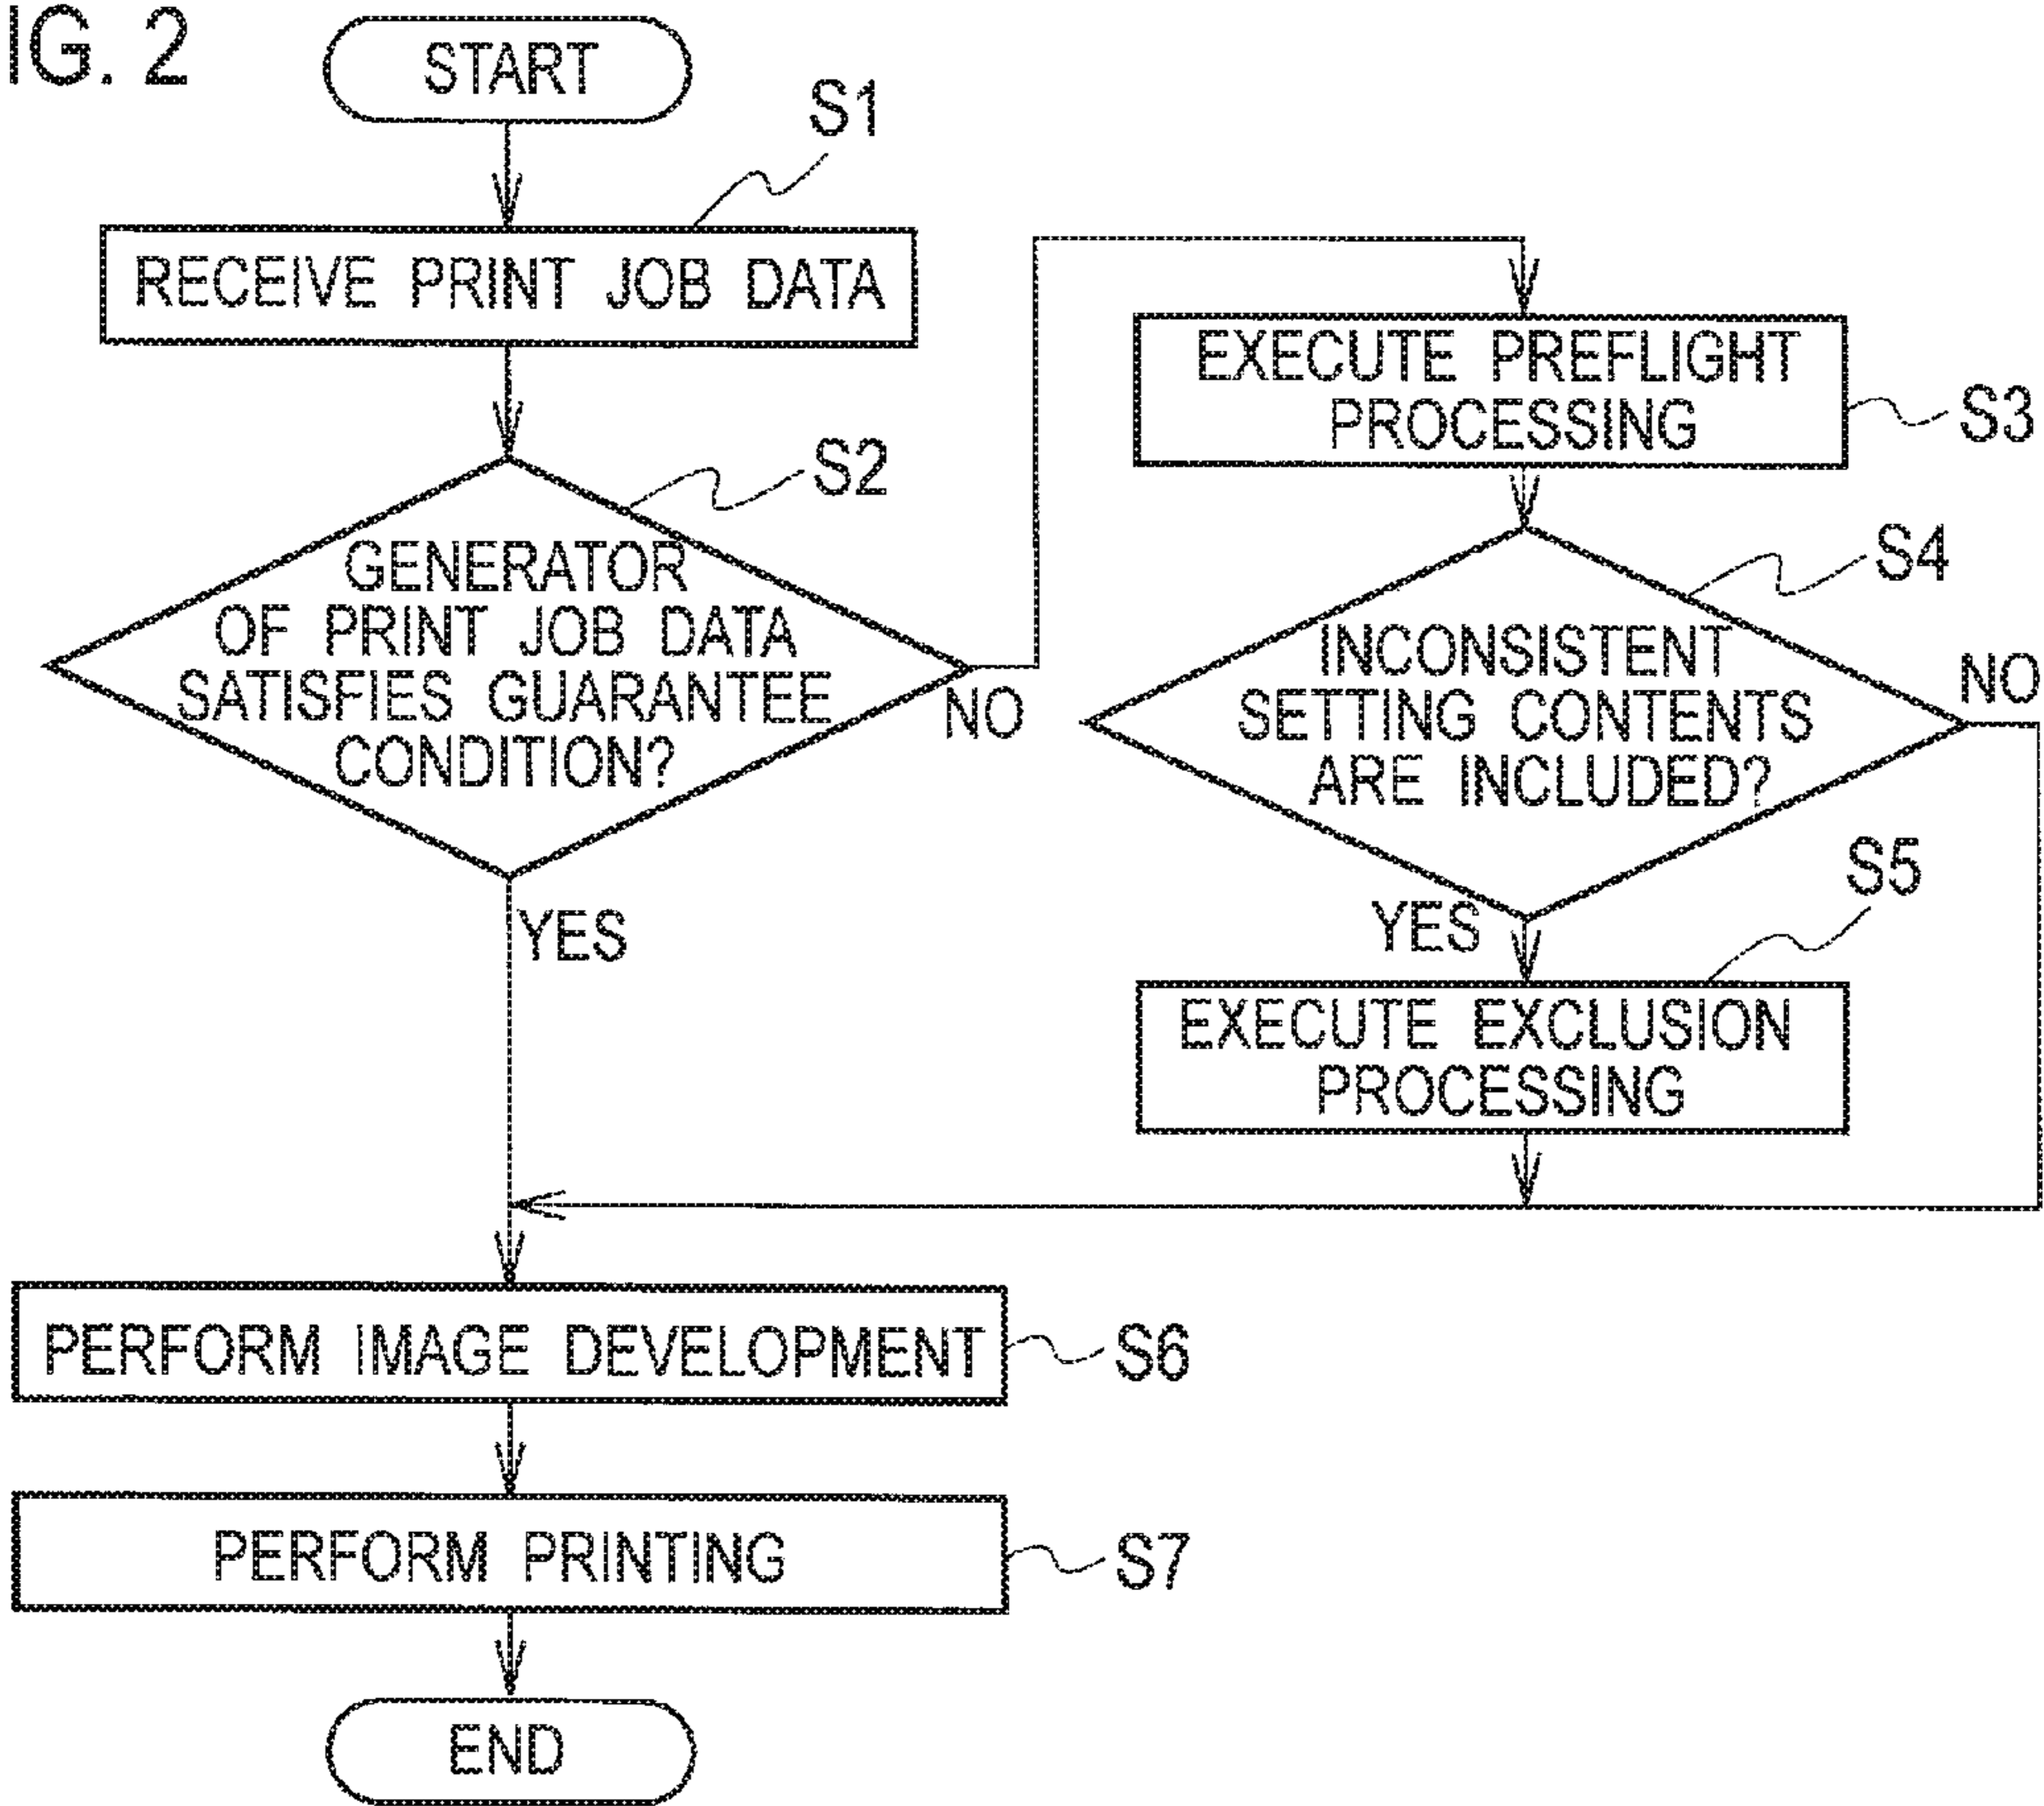 IG. 2
START
S1
RECEIVE PRINT JOB DATA
S2
GENERATOR
OF PRINT JOB DATA
SATISFIES GUARANTEE
CONDITION?
NO
YES
EXECUTE PREFLIGHT
PROCESSING
S3
S4
INCONSISTENT
SETTING CONTENTS
ARE INCLUDED?
NO
YES
S5
EXECUTE EXCLUSION
PROCESSING
PERFORM IMAGE DEVELOPMENT
S6
PERFORM PRINTING
S7
END